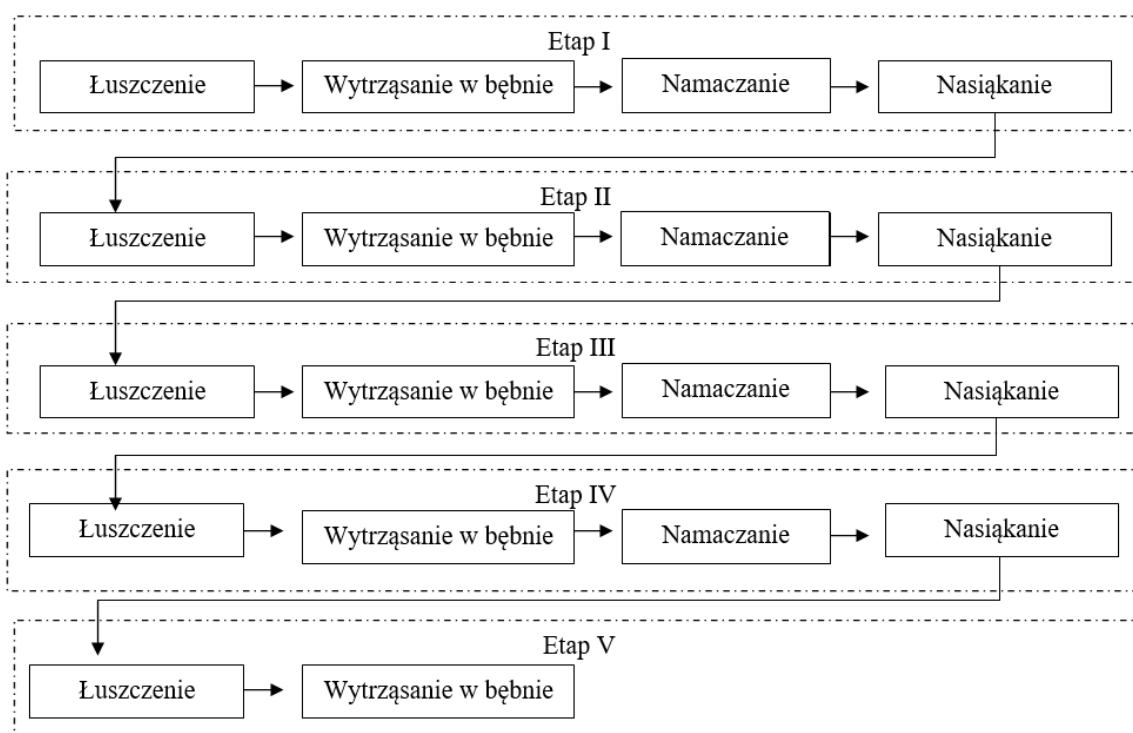 Etap I
Łuszczenie
Wytrząsanie w bębnie
Namaczanie
Nasiąkanie
Etap II
Łuszczenie
Wytrząsanie w bębnie
Namaczanie
Nasiąkanie
Etap III
Łuszczenie
Wytrząsanie w bębnie
Namaczanie
Nasiąkanie
Etap IV
Łuszczenie
Wytrząsanie w bębnie
Namaczanie
Nasiąkanie
Etap V
Łuszczenie
Wytrząsanie w bębnie